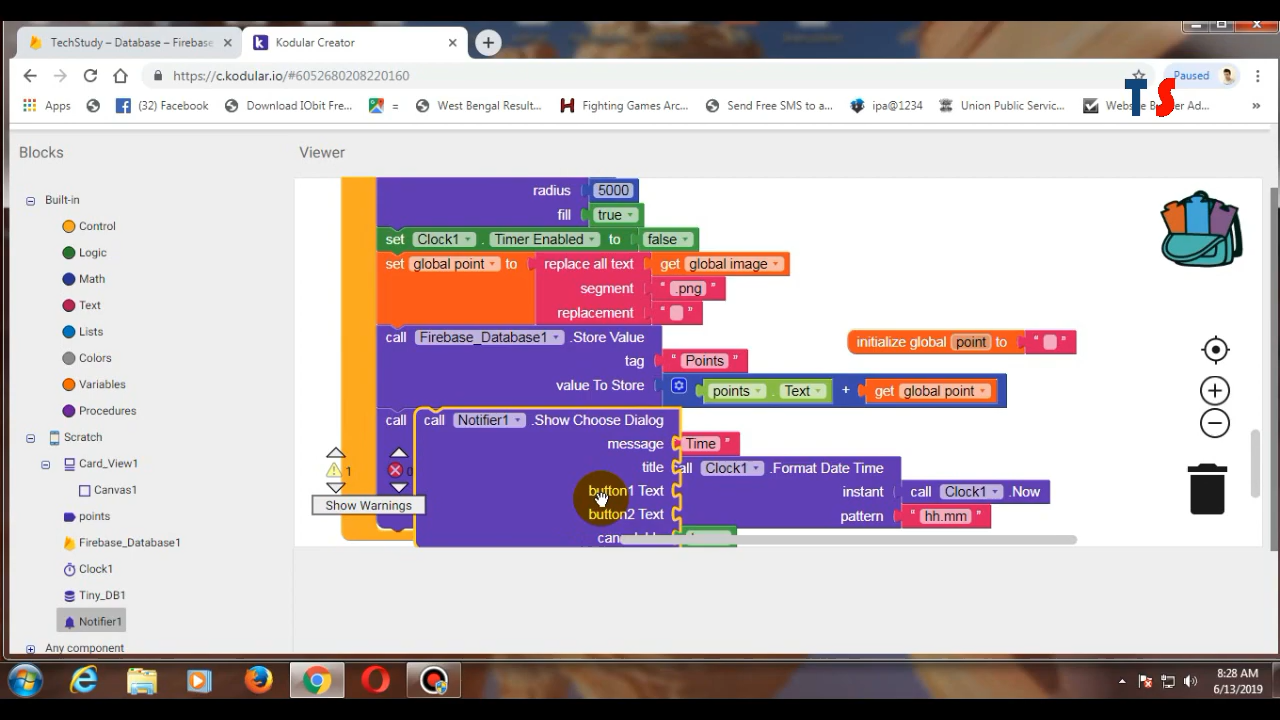 TechStudy – Database – Firebase
Kodular Creator
https://c.kodular.io/#6052680208220160
Paused
Apps
(32) Facebook
Download IObit Fre...
=
West Bengal Result...
Fighting Games Arc...
Send Free SMS to a...
ipa@1234
Union Public Servic...
Ad...
»
TS
Blocks
Viewer
Built-in
Control
Logic
Math
Text
Lists
Colors
Variables
Procedures
Scratch
Card_View1
Canvas1
points
Firebase_Database1
Clock1
Tiny_DB1
Notifier1
Any component
radius 5000
fill true
set Clock1 . Timer Enabled to false
set global point to replace all text get global image
segment " .png "
replacement " "
call Firebase_Database1 .Store Value
initialize global point to " "
tag " Points "
value To Store points . Text + get global point
call
call Notifier1 .Show Choose Dialog
message Time "
title
call Clock1 .Format Date Time
button1 Text
instant call Clock1 .Now
button2 Text
pattern " hh.mm "
1
0
Show Warnings
8:28 AM
6/13/2019